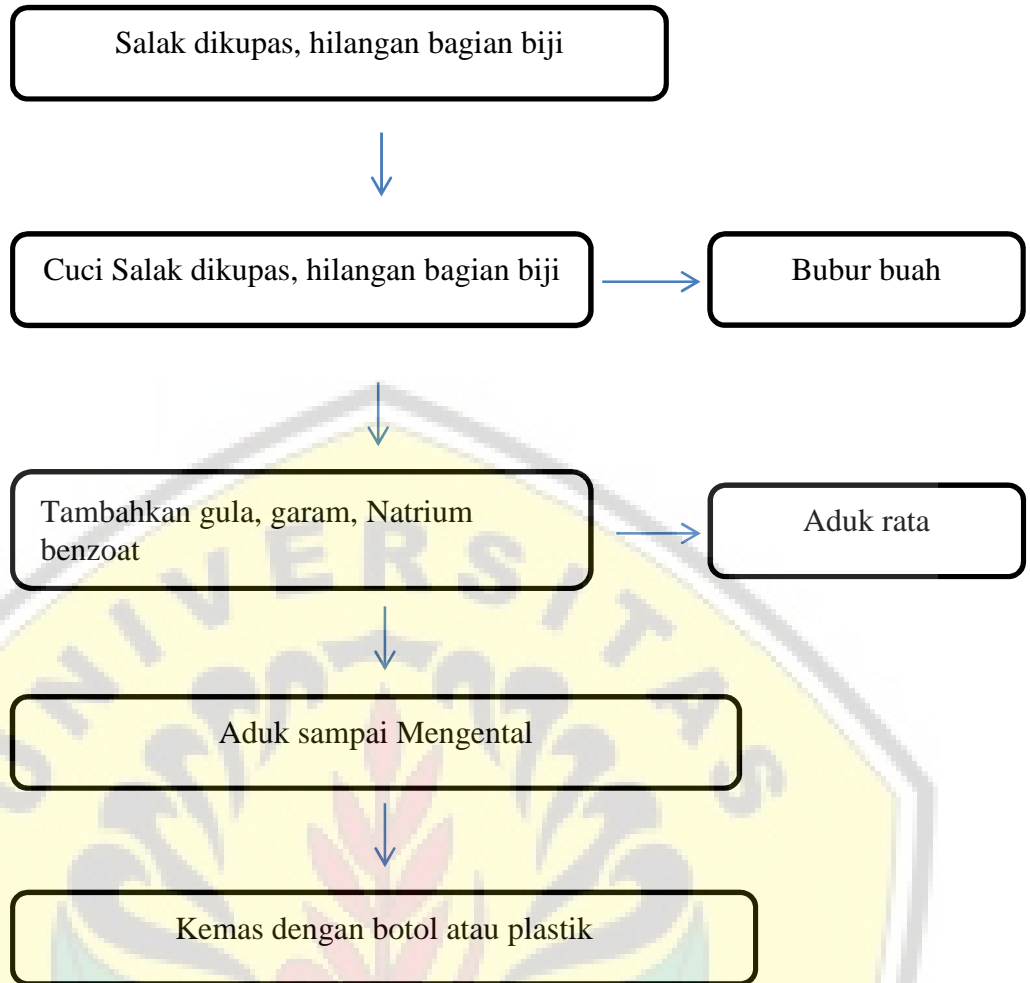 Salak dikupas, hilangan bagian biji
Cuci Salak dikupas, hilangan bagian biji
Bubur buah
Tambahkan gula, garam, Natrium
benzoat
Aduk rata
UNIVERSITAS
Aduk sampai Mengental
Kemas dengan botol atau plastik